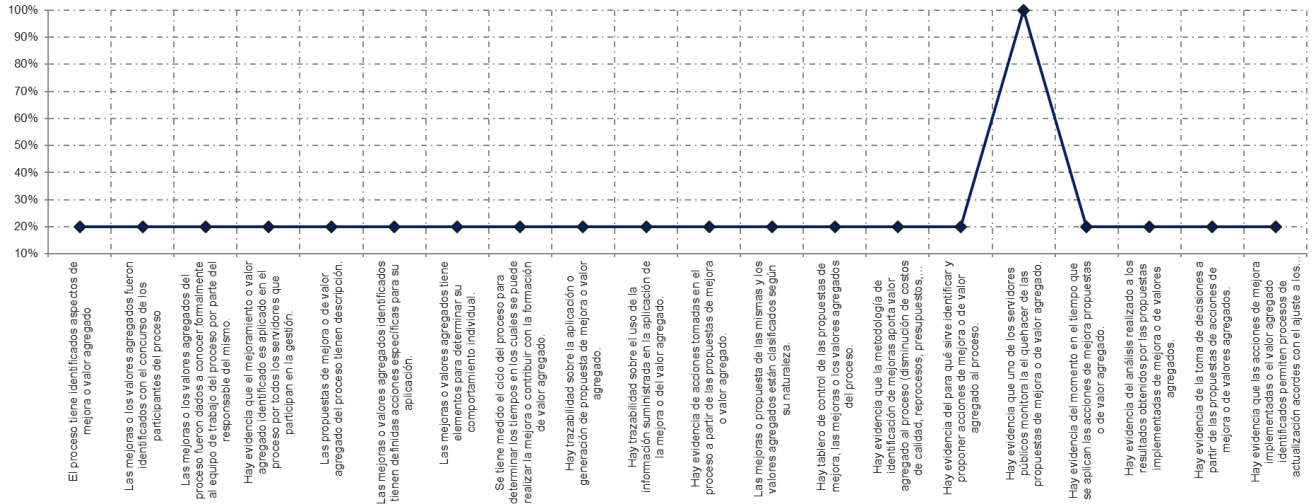 100%
90%
80%
70%
60%
50%
40%
30%
20%
10%
El proceso tiene identificados aspectos de
mejora o valor agregado
Las mejoras o los valores agregados fueron
identificados con el concurso de los
participantes del proceso
Las mejoras o los valores agregados del
proceso fueron dados a conocer formalmente
al equipo de trabajo del proceso por parte del
responsable del mismo.
Hay evidencia que el mejoramiento o valor
agregado identificado es aplicado en el
proceso por todos los servidores que
participan en la gestión.
Las propuestas de mejora o de valor
agregado del proceso tienen descripción.
Las mejoras o valores agregados identificados
tienen definidas acciones específicas para su
aplicación.
Las mejoras o valores agregados tiene
elementos para determinar su
comportamiento individual.
Se tiene medido el ciclo del proceso para
determinar los tiempos en los cuales se puede
realizar la mejora o contribuir con la formación
de valor agregado.
Hay trazabilidad sobre la aplicación o
generación de propuesta de mejora o valor
agregado.
Hay trazabilidad sobre el uso de la
información suministrada en la aplicación de
la mejora o del valor agregado.
Hay evidencia de acciones tomadas en el
proceso a partir de las propuestas de mejora
o valor agregado.
Las mejoras o propuesta de las mismas y los
valores agregados están clasificados según
su naturaleza.
Hay tablero de control de las propuestas de
mejora, las mejoras o los valores agregados
del proceso.
Hay evidencia que la metodología de
identificación de mejoras aporta valor
agregado al proceso (disminución de costos
de calidad, reprocesos, presupuestos,...
Hay evidencia del para qué sirve identificar y
proponer acciones de mejora o de valor
agregado al proceso.
Hay evidencia que uno de los servidores
públicos monitorea la el quehacer de las
propuestas de mejora o de valor agregado.
Hay evidencia del momento en el tiempo que
se aplican las acciones de mejora propuestas
o de valor agregado.
Hay evidencia del análisis realizado a los
resultados obtenidos por las propuestas
implementadas de mejora o de valores
agregados.
Hay evidencia de la toma de decisiones a
partir de las propuestas de acciones de
mejora o de valores agregados.
Hay evidencia que las acciones de mejora
implementadas o el valor agregado
identificados permiten procesos de
actualización acordes con el ajuste a los...